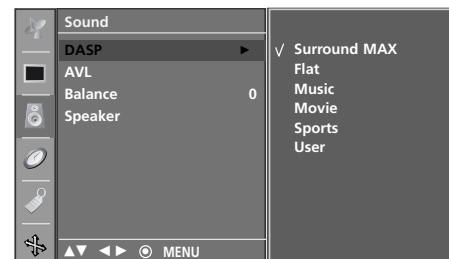 Sound
DASP ►
AVL
Balance 0
Speaker
▲▼ ◄► ⦿ MENU
√ Surround MAX
Flat
Music
Movie
Sports
User